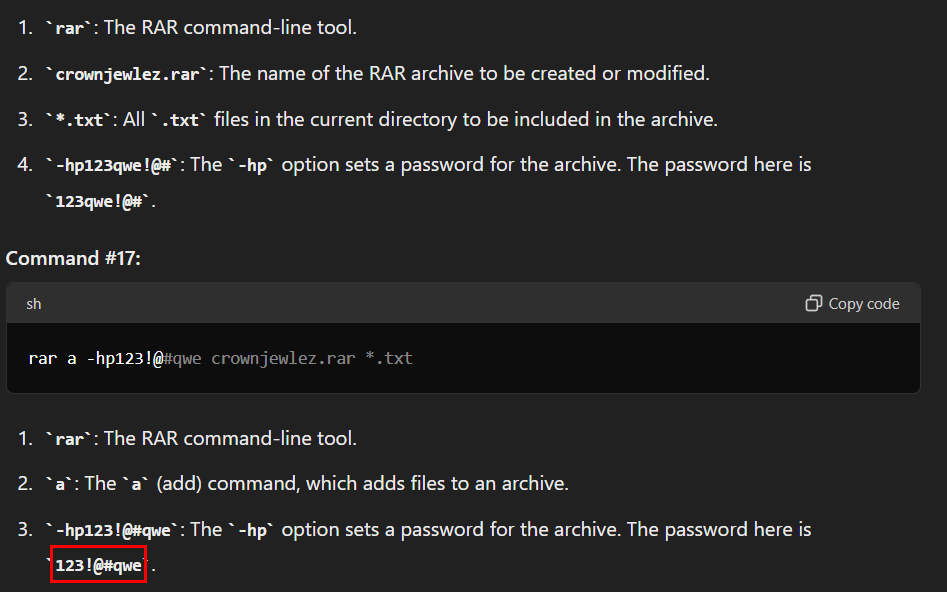 1. `rar`: The RAR command-line tool.
2. `crownjewlez.rar`: The name of the RAR archive to be created or modified.
3. `*.txt`: All `.txt` files in the current directory to be included in the archive.
4. `-hp123qwe!@#`: The `-hp` option sets a password for the archive. The password here is
`123qwe!@#`.
Command #17:
sh Copy code
rar a -hp123!@#qwe crownjewlez.rar *.txt
1. `rar`: The RAR command-line tool.
2. `a`: The `a` (add) command, which adds files to an archive.
3. `-hp123!@#qwe`: The `-hp` option sets a password for the archive. The password here is
`123!@#qwe`.